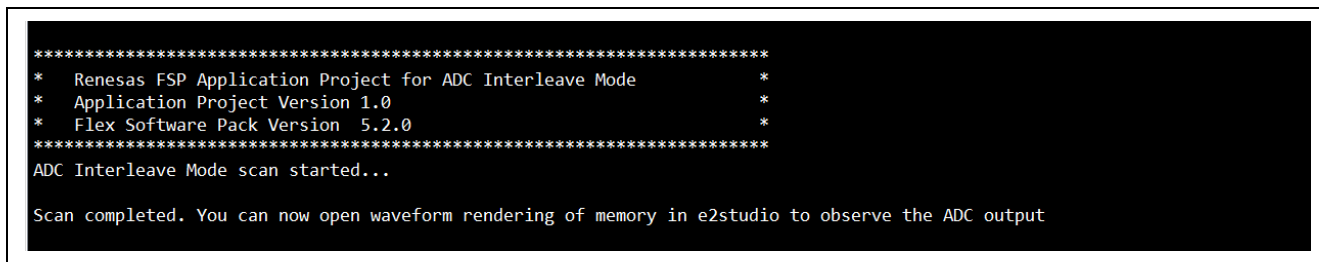 ************************************************************************
* Renesas FSP Application Project for ADC Interleave Mode *
* Application Project Version 1.0 *
* Flex Software Pack Version 5.2.0 *
************************************************************************
ADC Interleave Mode scan started...
Scan completed. You can now open waveform rendering of memory in e2studio to observe the ADC output